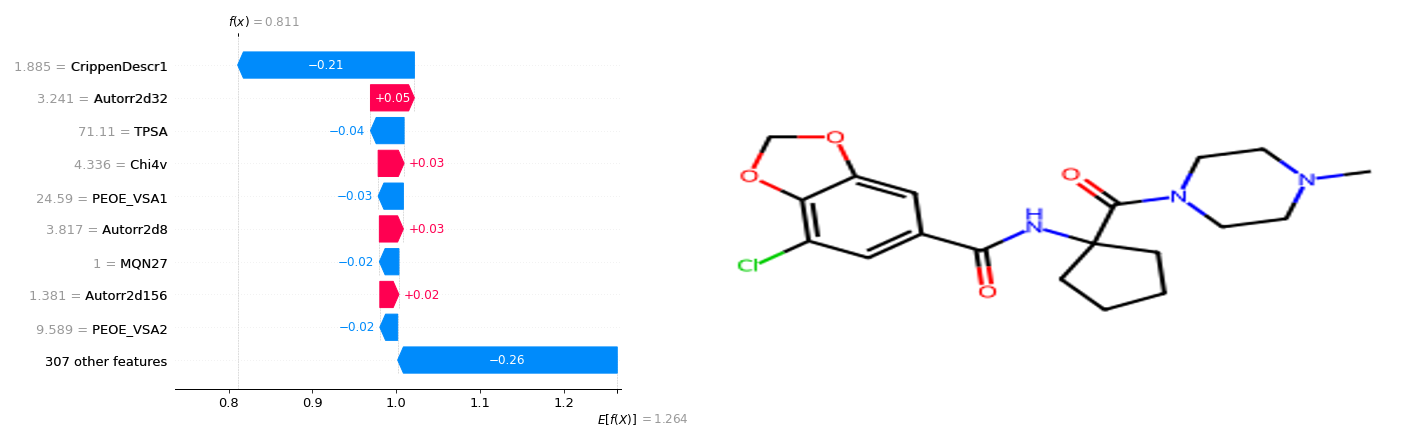 f(x) = 0.811
1.885 = CrippenDescr1
−0.21
3.241 = Autorr2d32
+0.05
71.11 = TPSA
−0.04
4.336 = Chi4v
+0.03
24.59 = PEOE_VSA1
−0.03
3.817 = Autorr2d8
+0.03
1 = MQN27
−0.02
1.381 = Autorr2d156
+0.02
9.589 = PEOE_VSA2
−0.02
307 other features
−0.26
0.8 0.9 1.0 1.1 1.2
E[f(X)] = 1.264
O
O
Cl
H
N
O
O
N
N